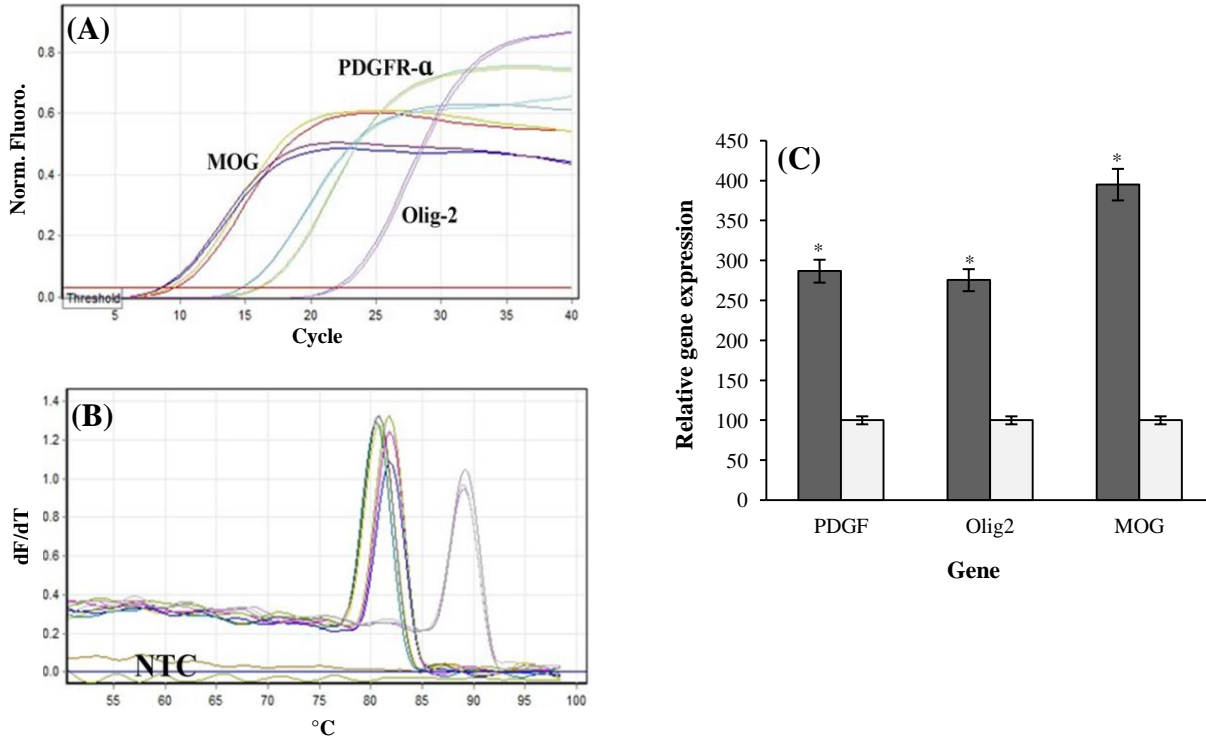 (A)
Norm. Fluoro.
0.8
0.6
0.4
0.2
0.0
PDGFR-α
MOG
Olig-2
Threshold
5 10 15 20 25 30 35 40
Cycle
(B)
dF/dT
1.4
1.2
1.0
0.8
0.6
0.4
0.2
0.0
NTC
55 60 65 70 75 80 85 90 95 100
°C
(C)
Relative gene expression
450
400
350
300
250
200
150
100
50
0
* * *
PDGF Olig2 MOG
Gene